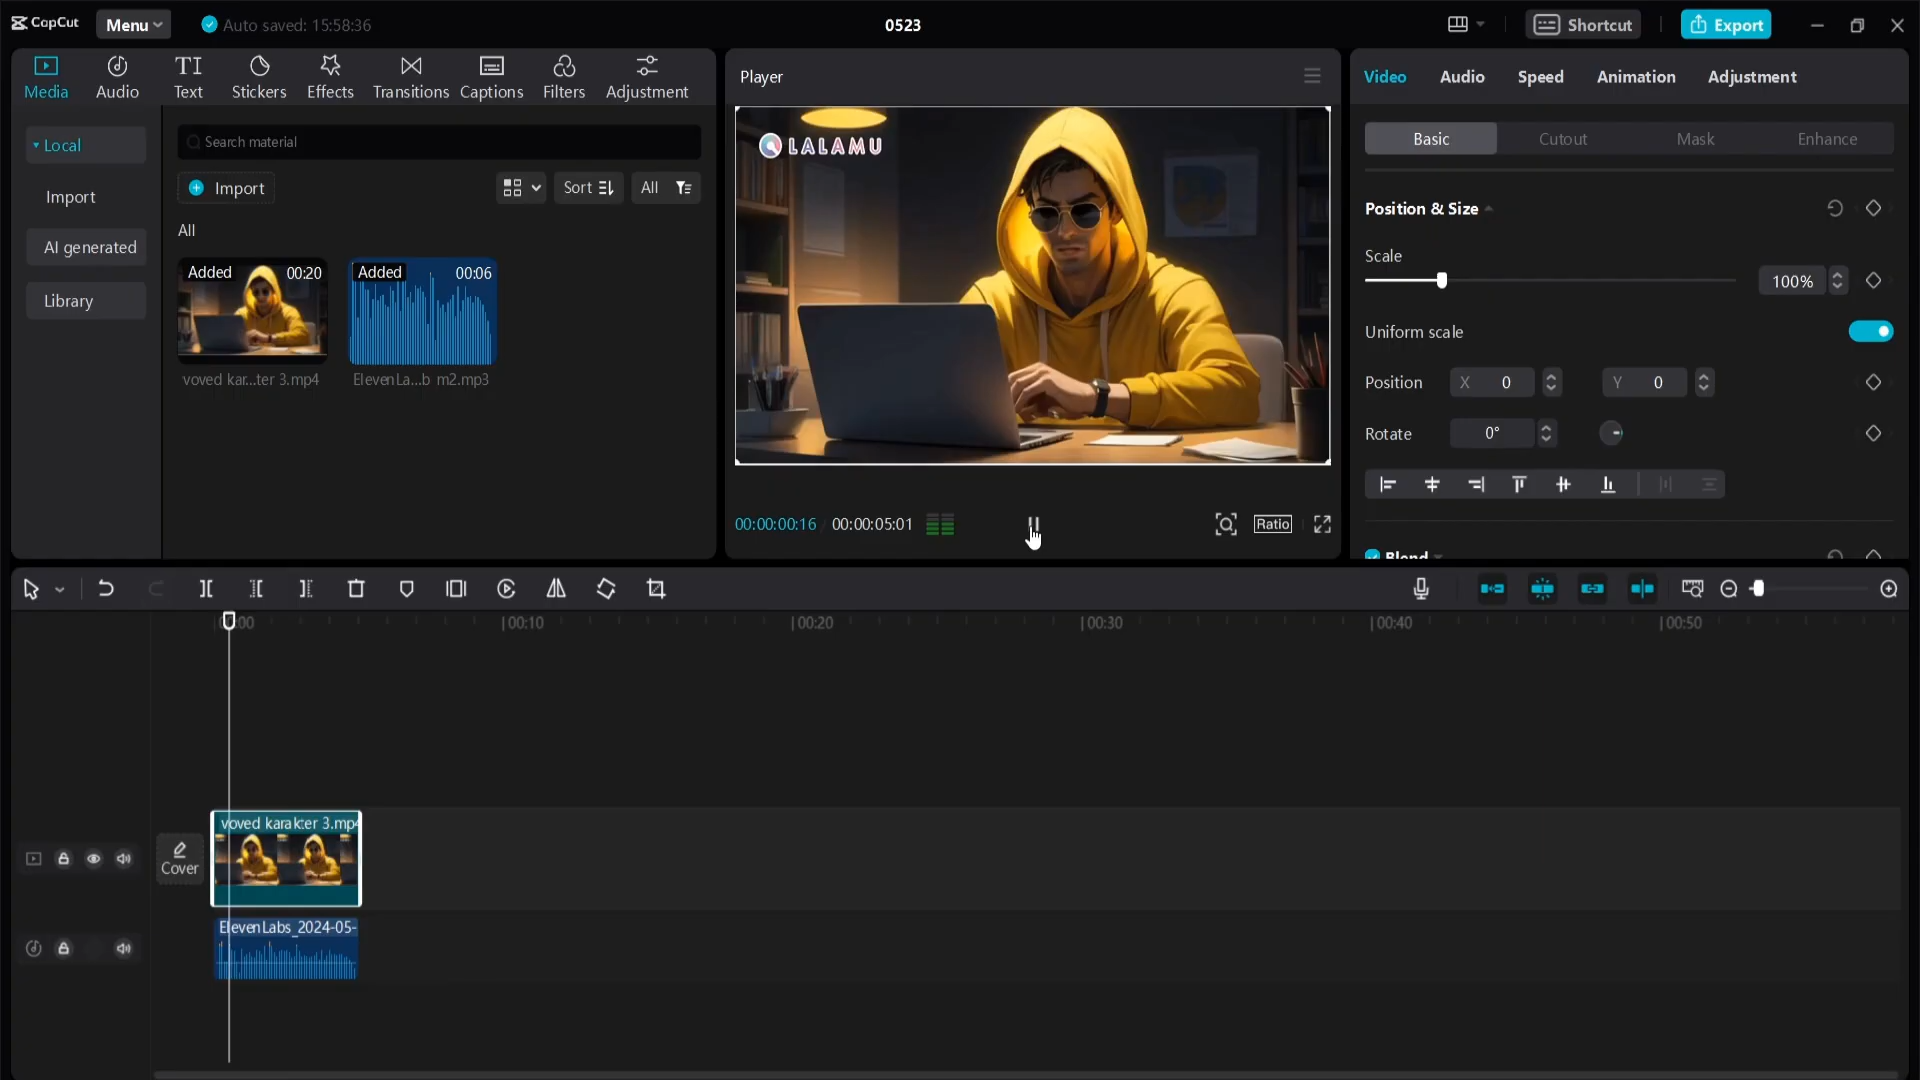 CapCut
Menu
Auto saved: 15:58:36
0523
Shortcut
Export
Media
Audio
Text
Stickers
Effects
Transitions
Captions
Filters
Adjustment
Local
Import
AI generated
Library
Search material
Import
Sort
All
All
Added
00:20
voved kar...ter 3.mp4
Added
00:06
ElevenLa...b m2.mp3
Player
LALAMU
00:00:00:16
00:00:05:01
Ratio
Video
Audio
Speed
Animation
Adjustment
Basic
Cutout
Mask
Enhance
Position & Size
Scale
100%
Uniform scale
Position
X 0
Y 0
Rotate
0°
Blend
00:10
00:20
00:30
00:40
00:50
Cover
voved karakter 3.mp4
ElevenLabs_2024-05-